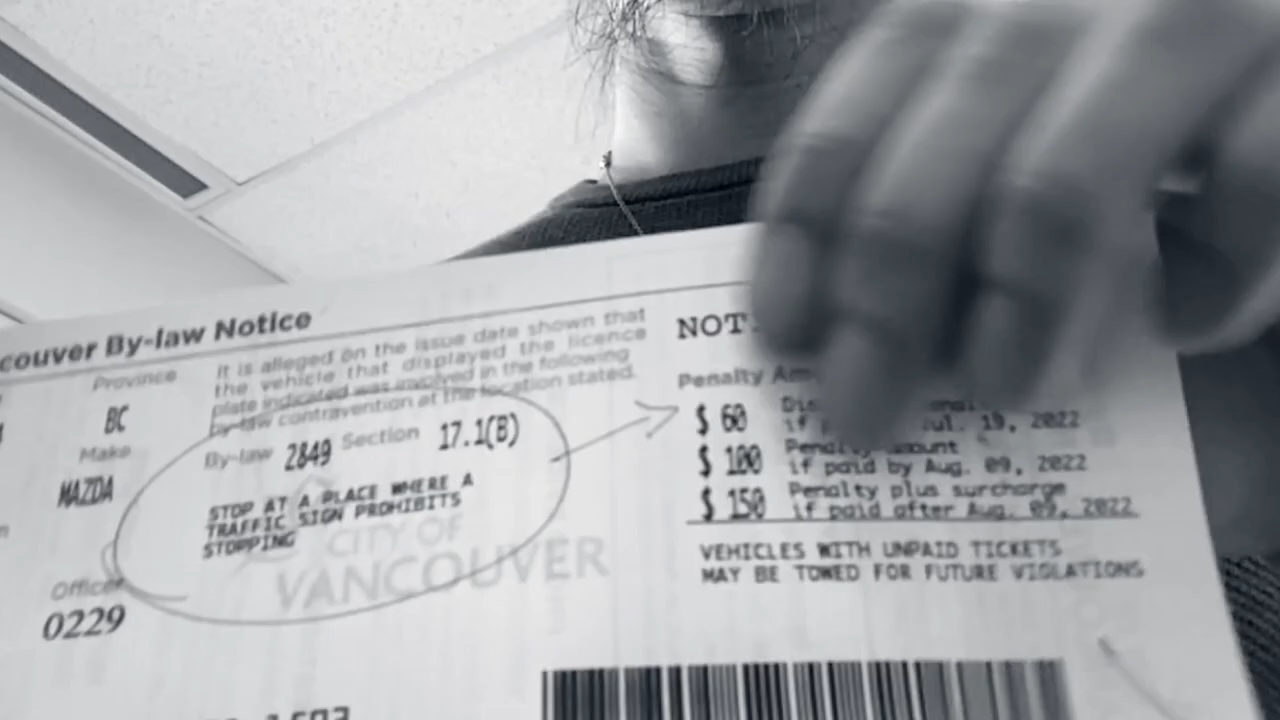 couver By-law Notice
Province
BC
Make
MAZDA
Officer
0229
It is alleged on the issue date shown that
the vehicle that displayed the licence
plate indicated was involved in the following
by-law contravention at the location stated.
By-law 2849 Section 17.1(B)
STOP AT A PLACE WHERE A
TRAFFIC SIGN PROHIBITS
STOPPING
CITY OF
VANCOUVER
Penalty
$ 60
if Jul. 19, 2022
$ 100 Penalty amount
if paid by Aug. 09, 2022
$ 150 Penalty plus surcharge
if paid after Aug. 09, 2022
VEHICLES WITH UNPAID TICKETS
MAY BE TOWED FOR FUTURE VIOLATIONS